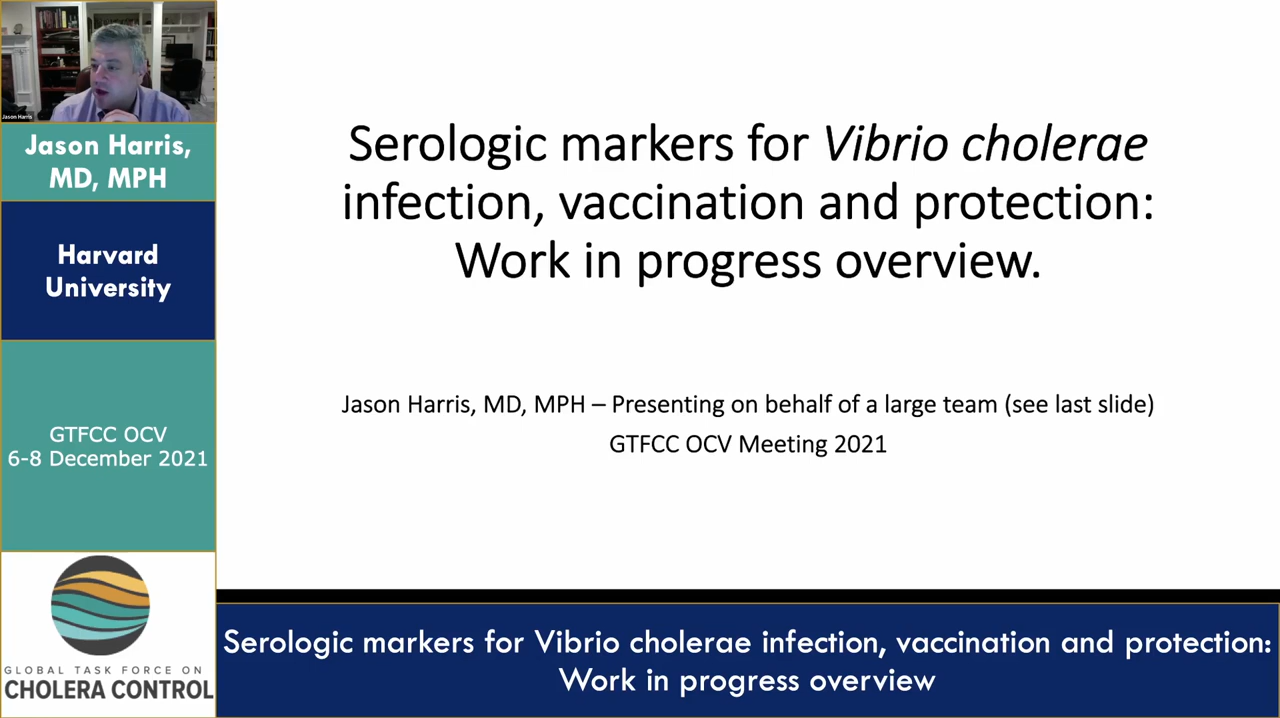 Jason Harris
Jason Harris,
MD, MPH
Harvard
University
GTFCC OCV
6-8 December 2021
GLOBAL TASK FORCE ON
CHOLERA CONTROL
Serologic markers for Vibrio cholerae
infection, vaccination and protection:
Work in progress overview.
Jason Harris, MD, MPH – Presenting on behalf of a large team (see last slide)
GTFCC OCV Meeting 2021
Serologic markers for Vibrio cholerae infection, vaccination and protection:
Work in progress overview